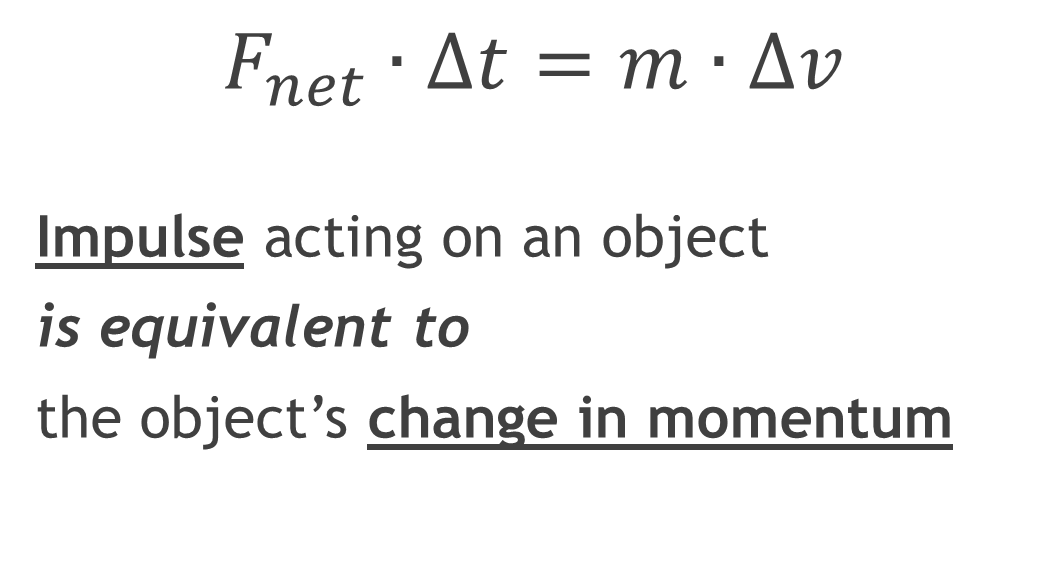 F_net · Δt = m · Δv
Impulse acting on an object
is equivalent to
the object’s change in momentum